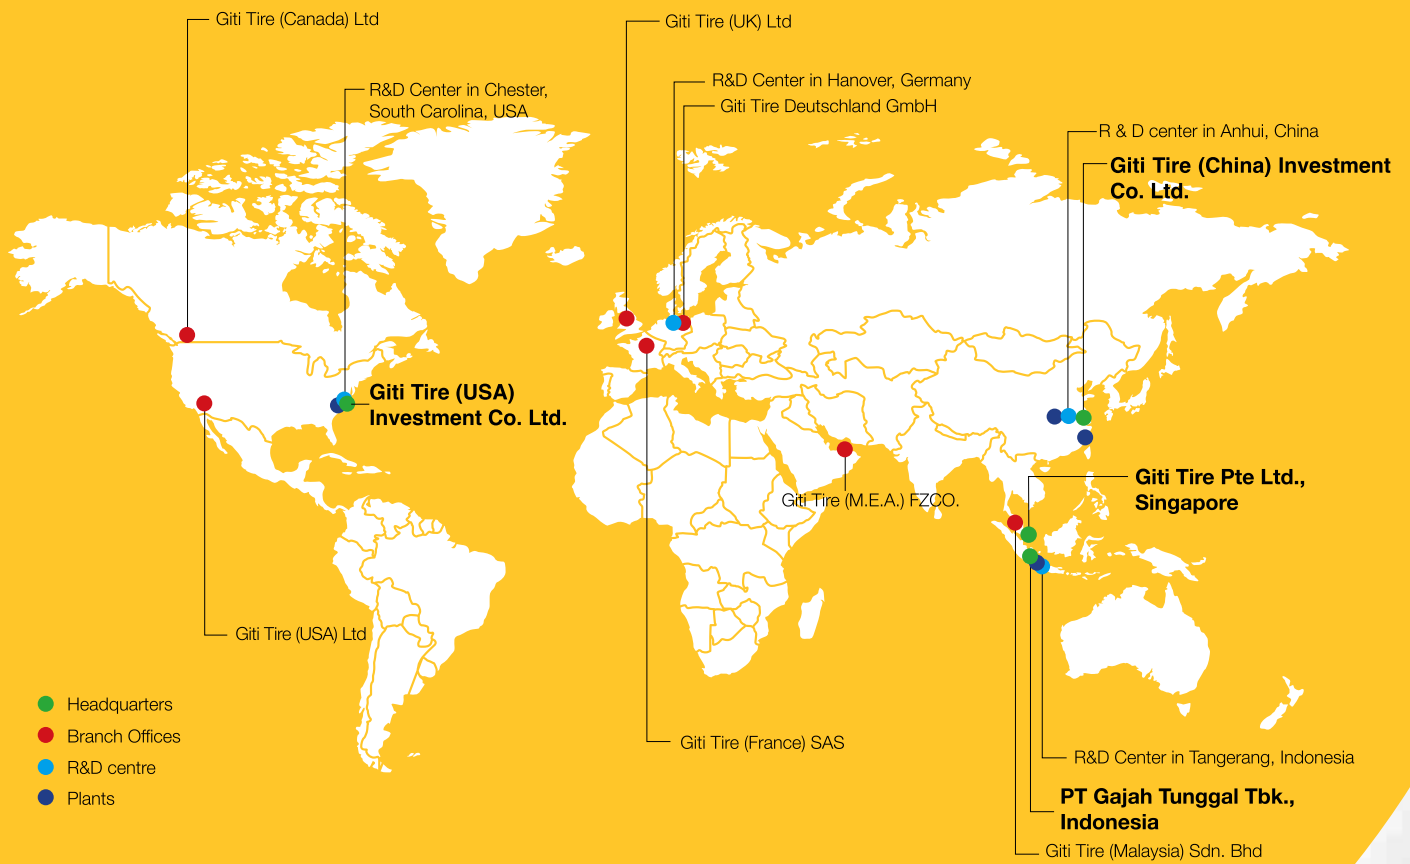 Giti Tire (Canada) Ltd
Giti Tire (UK) Ltd
R&D Center in Chester,
South Carolina, USA
R&D Center in Hanover, Germany
Giti Tire Deutschland GmbH
R & D center in Anhui, China
Giti Tire (China) Investment
Co. Ltd.
Giti Tire (USA)
Investment Co. Ltd.
Giti Tire (M.E.A.) FZCO.
Giti Tire Pte Ltd.,
Singapore
Giti Tire (USA) Ltd
Headquarters
Branch Offices
R&D centre
Plants
Giti Tire (France) SAS
R&D Center in Tangerang, Indonesia
PT Gajah Tunggal Tbk.,
Indonesia
Giti Tire (Malaysia) Sdn. Bhd